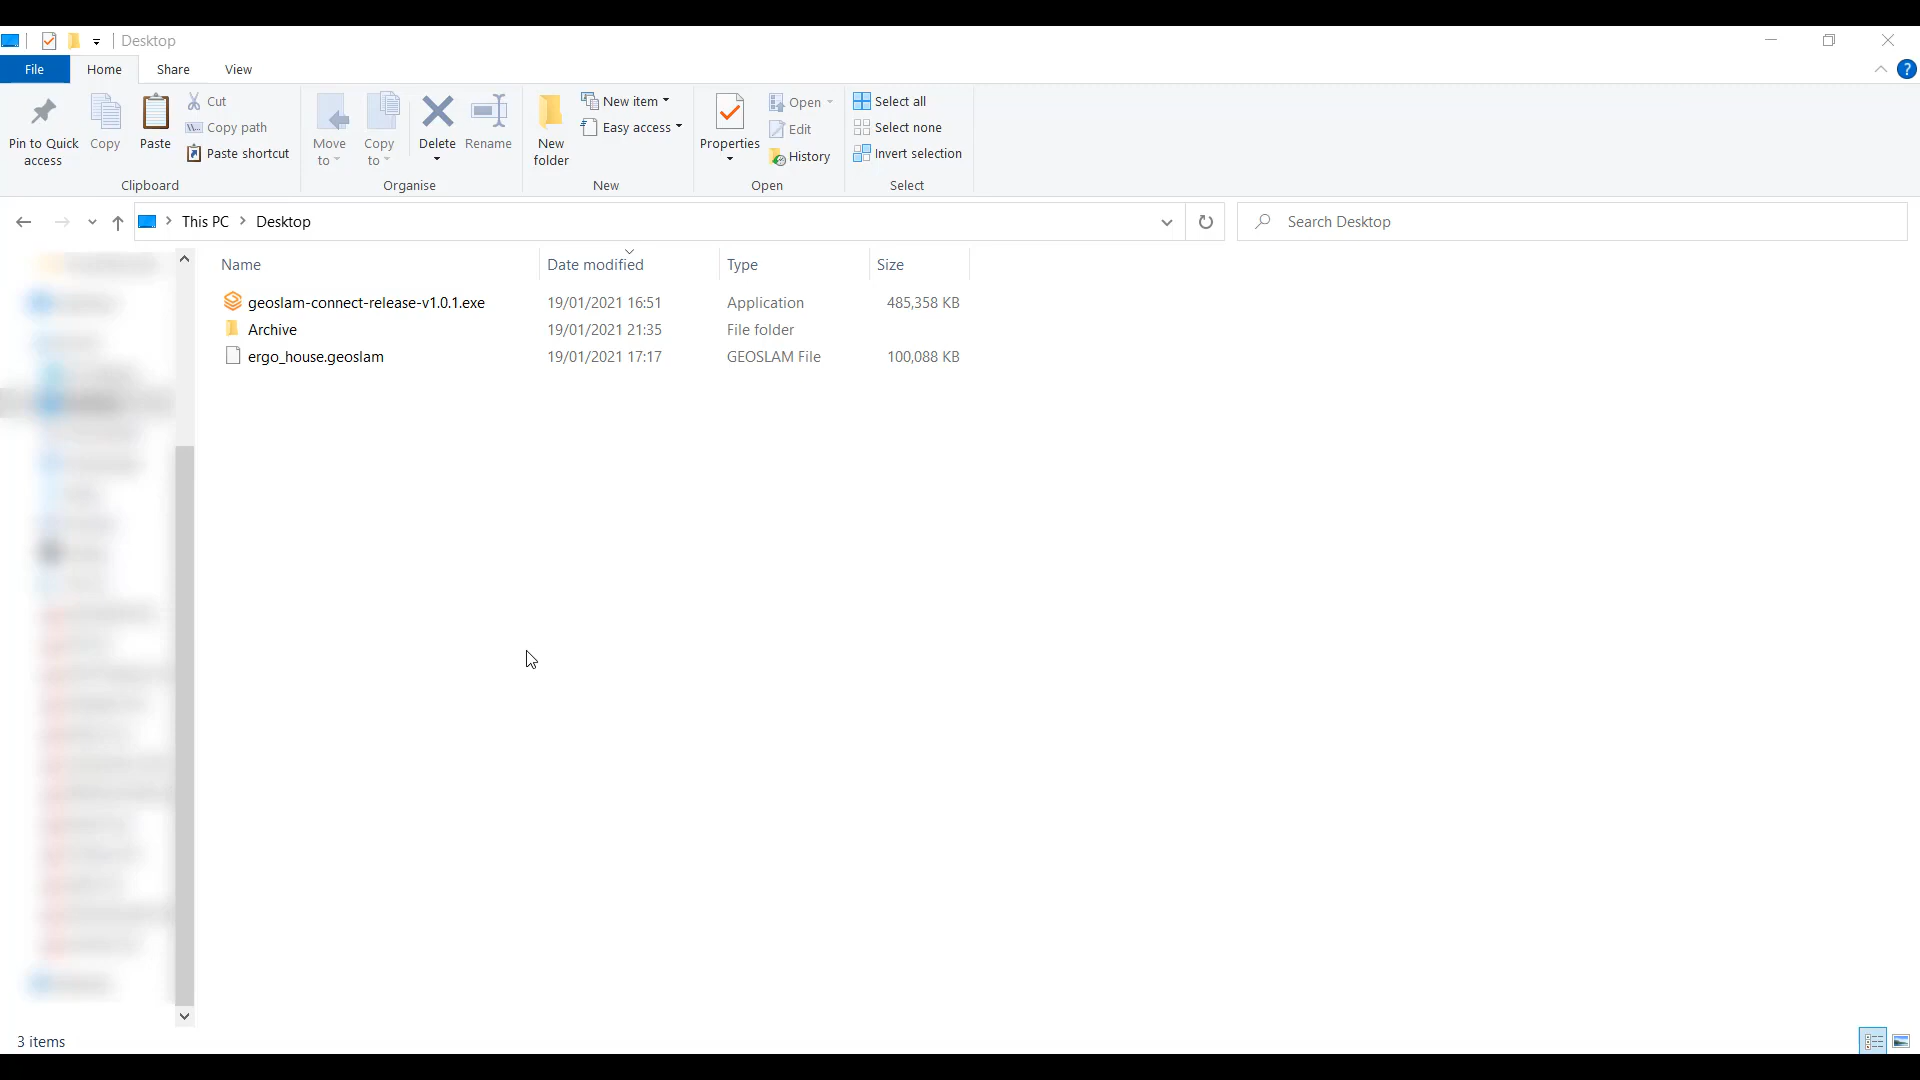 Desktop
File Home Share View
Pin to Quick access
Copy
Paste
Cut
Copy path
Paste shortcut
Clipboard
Move to
Copy to
Delete
Rename
Organise
New folder
New item
Easy access
New
Properties
Open
Edit
History
Open
Select all
Select none
Invert selection
Select
This PC Desktop
Search Desktop
Name Date modified Type Size
geoslam-connect-release-v1.0.1.exe 19/01/2021 16:51 Application 485,358 KB
Archive 19/01/2021 21:35 File folder
ergo_house.geoslam 19/01/2021 17:17 GEOSLAM File 100,088 KB
3 items